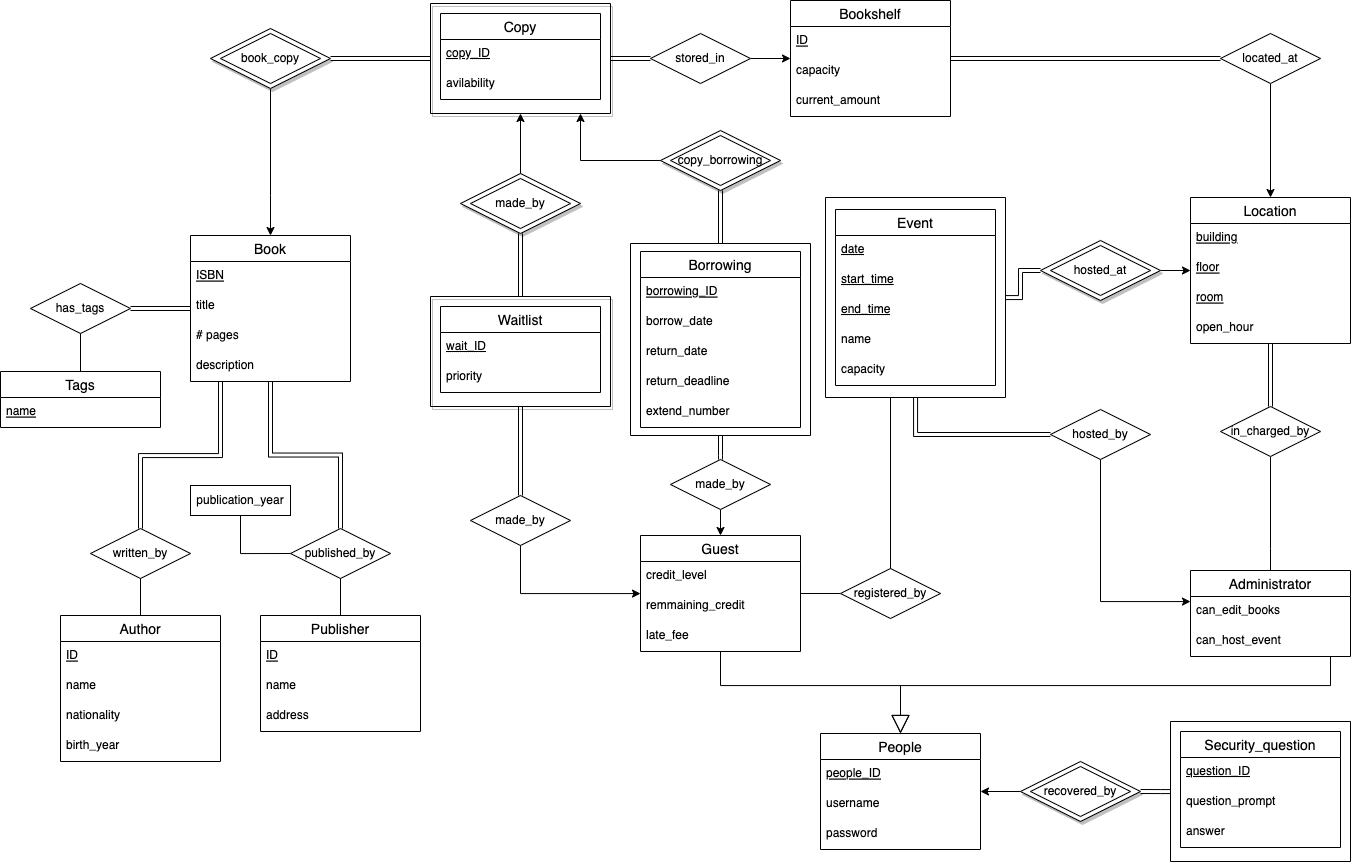 book_copy
Copy
copy_ID
avilability
stored_in
Bookshelf
ID
capacity
current_amount
located_at
made_by
copy_borrowing
Book
ISBN
title
# pages
description
has_tags
Tags
name
Waitlist
wait_ID
priority
Borrowing
borrowing_ID
borrow_date
return_date
return_deadline
extend_number
Event
date
start_time
end_time
name
capacity
hosted_at
Location
building
floor
room
open_hour
hosted_by
in_charged_by
publication_year
written_by
published_by
made_by
made_by
Guest
credit_level
remmaining_credit
late_fee
registered_by
Administrator
can_edit_books
can_host_event
Author
ID
name
nationality
birth_year
Publisher
ID
name
address
People
people_ID
username
password
recovered_by
Security_question
question_ID
question_prompt
answer